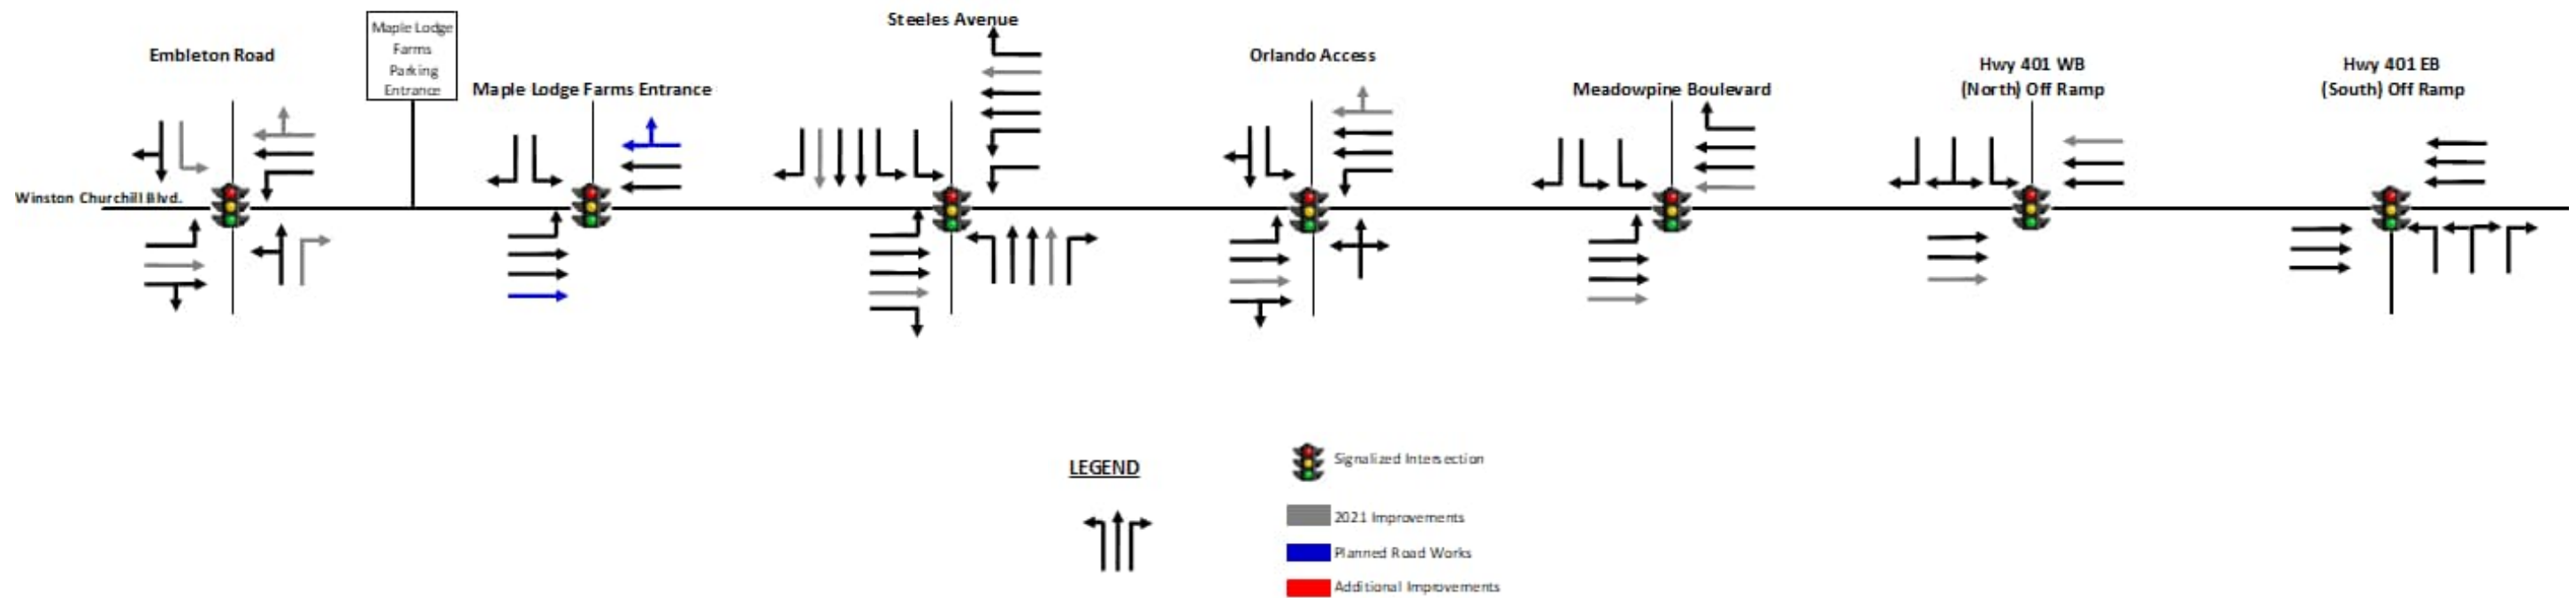 Steeles Avenue
Embleton Road
Maple Lodge
Farms
Parking
Entrance
Maple Lodge Farms Entrance
Orlando Access
Meadowpine Boulevard
Hwy 401 WB
(North) Off Ramp
Hwy 401 EB
(South) Off Ramp
Winston Churchill Blvd.
LEGEND
Signalized Intersection
2021 Improvements
Planned Road Works
Additional Improvements